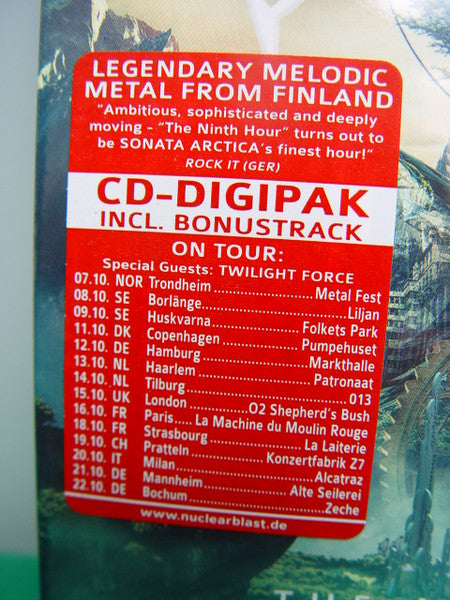 LEGENDARY MELODIC
METAL FROM FINLAND
"Ambitious, sophisticated and deeply
moving - "The Ninth Hour" turns out to
be SONATA ARCTICA's finest hour!"
ROCK IT (GER)
CD-DIGIPAK
INCL. BONUSTRACK
ON TOUR:
Special Guests: TWILIGHT FORCE
07.10. NOR Trondheim....................Metal Fest
08.10. SE Borlänge................................Liljan
09.10. SE Huskvarna.....................Folkets Park
11.10. DK Copenhagen.................Pumpehuset
12.10. DE Hamburg.........................Markthalle
13.10. NL Haarlem...........................Patronaat
14.10. NL Tilburg....................................013
15.10. UK London..............O2 Shepherd's Bush
16.10. FR Paris.....La Machine du Moulin Rouge
18.10. FR Strasbourg......................La Laiterie
19.10. CH Pratteln.................Konzertfabrik Z7
20.10. IT Milan.................................Alcatraz
21.10. DE Mannheim....................Alte Seilerei
22.10. DE Bochum.................................Zeche
www.nuclearblast.de